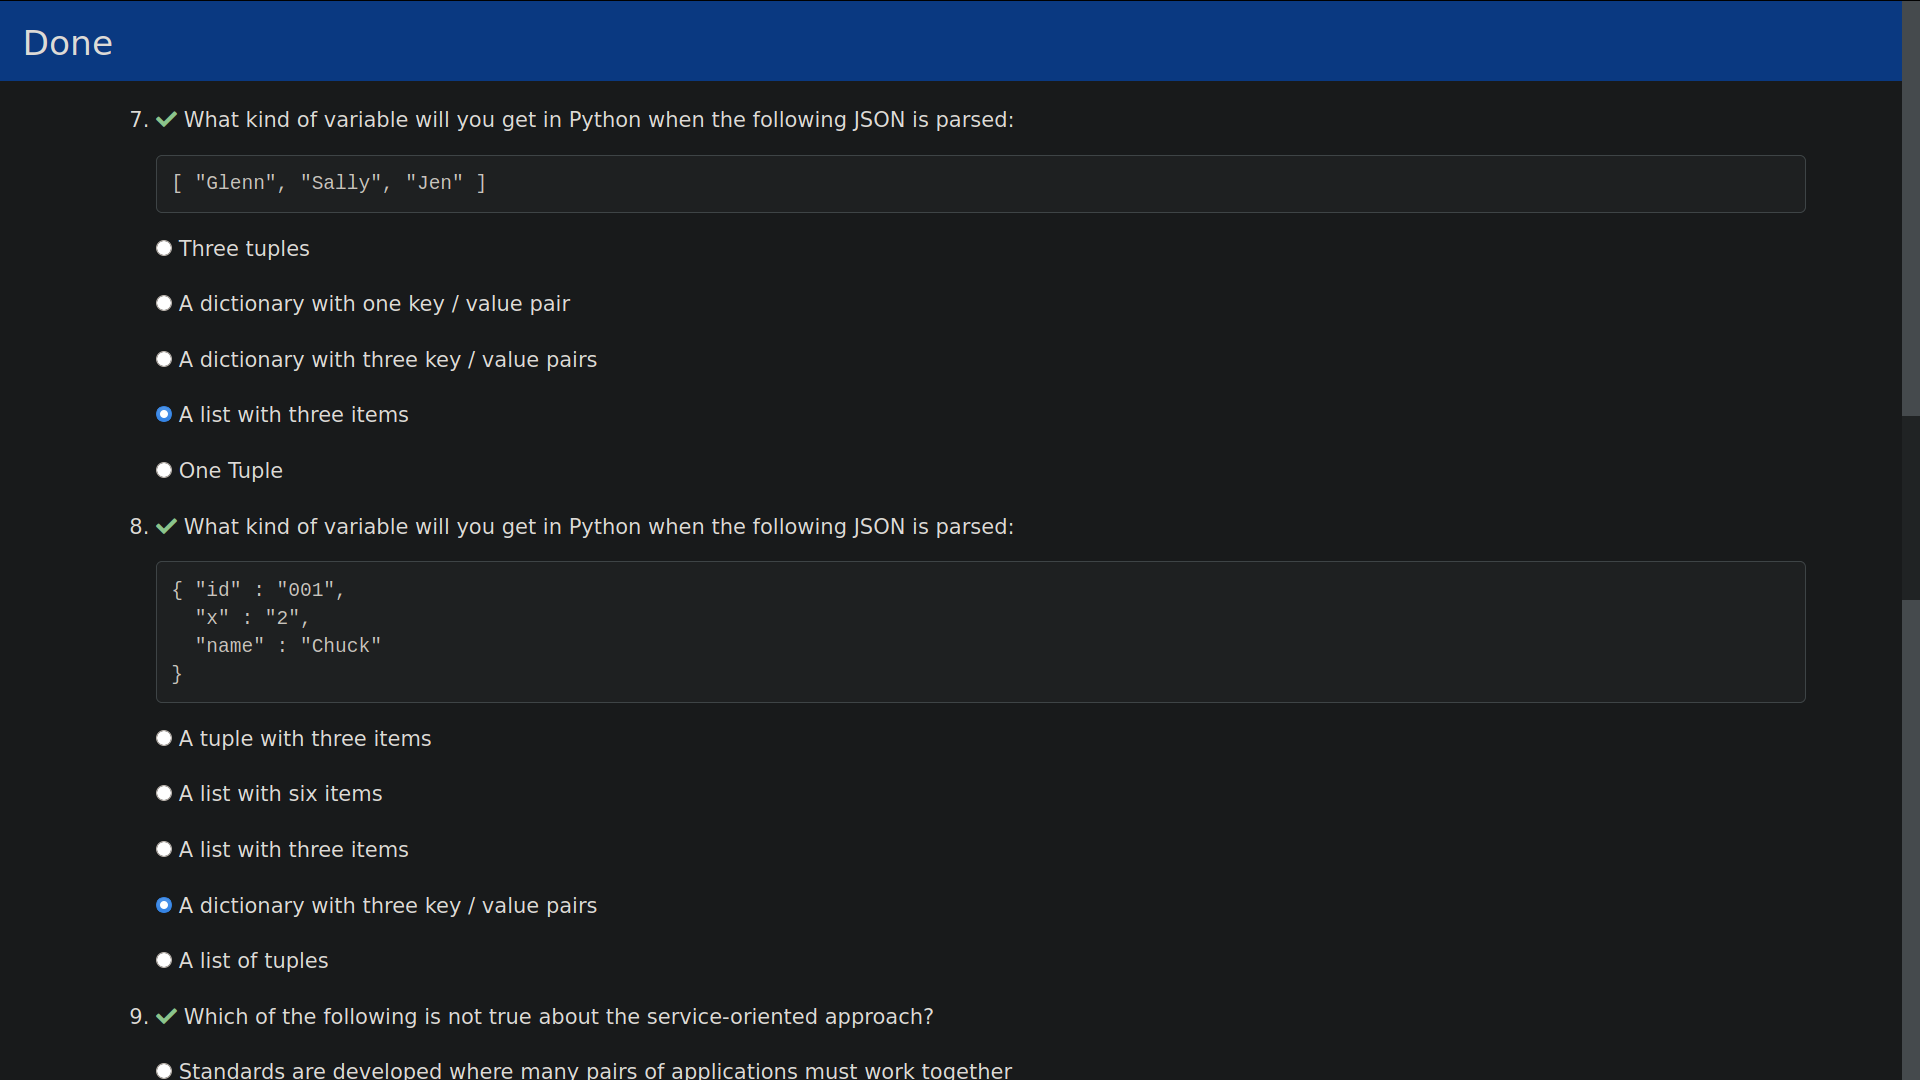 Done
7. What kind of variable will you get in Python when the following JSON is parsed:
[ "Glenn", "Sally", "Jen" ]
Three tuples
A dictionary with one key / value pair
A dictionary with three key / value pairs
A list with three items
One Tuple
8. What kind of variable will you get in Python when the following JSON is parsed:
{ "id" : "001",
  "x" : "2",
  "name" : "Chuck"
}
A tuple with three items
A list with six items
A list with three items
A dictionary with three key / value pairs
A list of tuples
9. Which of the following is not true about the service-oriented approach?
Standards are developed where many pairs of applications must work together